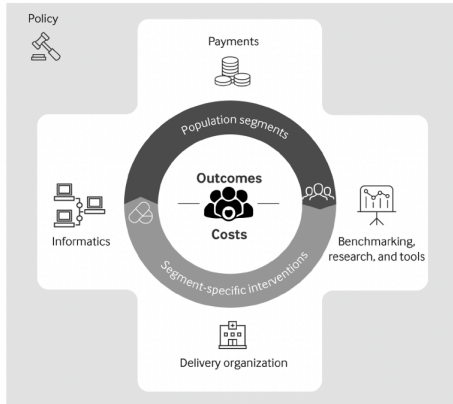 Policy
Payments
Population segments
Outcomes
Costs
Informatics
Benchmarking,
research, and tools
Segment-specific interventions
Delivery organization